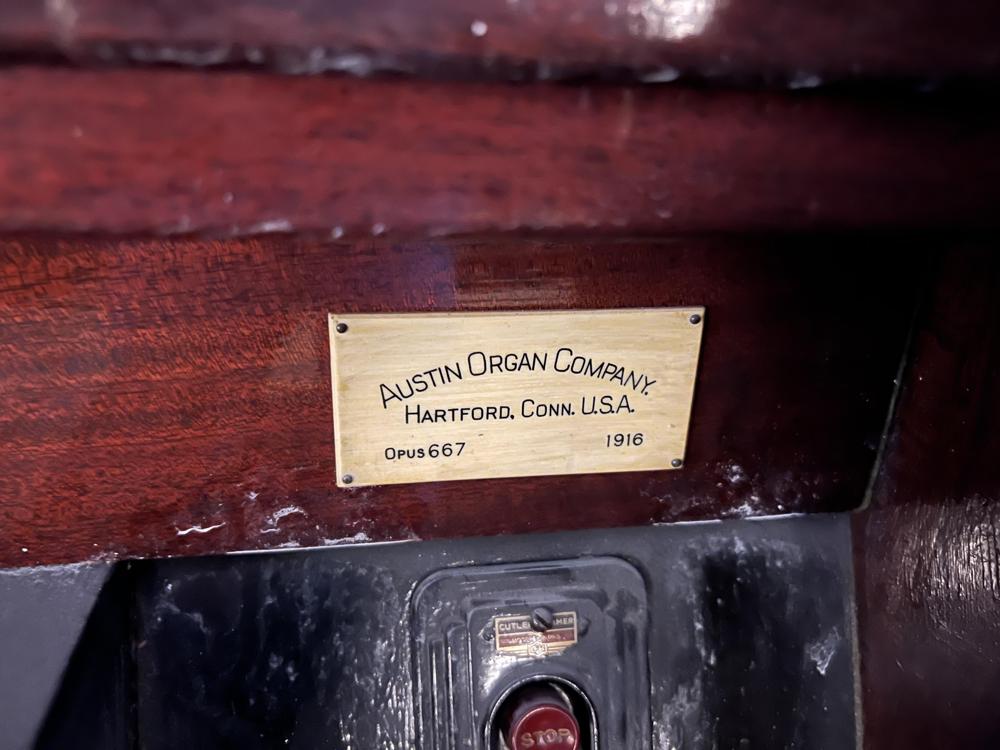 AUSTIN ORGAN COMPANY.
HARTFORD. CONN. U.S.A.
OPUS 667 1916
STOP